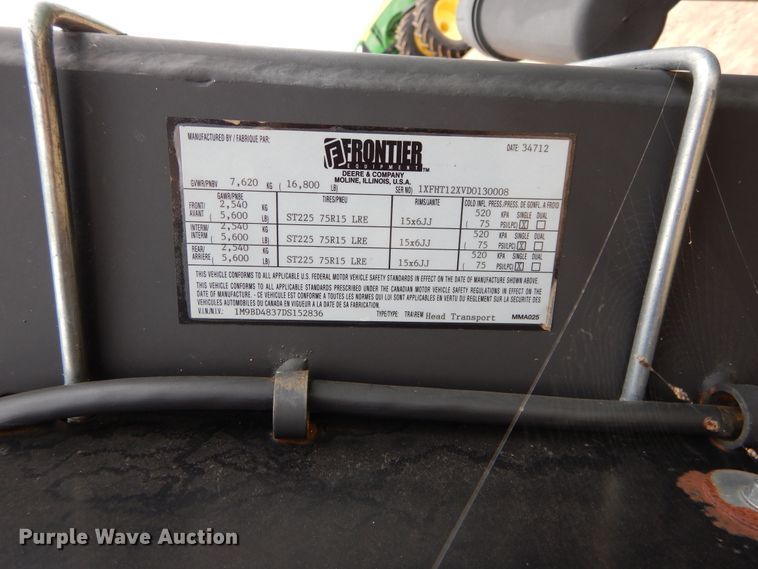 MANUFACTURED BY / FABRIQUE PAR:
FRONTIER
EQUIPMENT™
DATE: 34712
DEERE & COMPANY
MOLINE, ILLINOIS, U.S.A.
GVWR/PNBV 7,620 KG ( 16,800 LB) SER NO) 1XFHT12XVD0130008
GAWR/PNBE TIRES/PNEU RIMS/JANTE COLD INFL. PRESS./PRESS. DE GONFL. A FROID
FRONT/ AVANT 2,540 KG ( 5,600 LB) ST225 75R15 LRE 15x6JJ 520 KPA SINGLE DUAL ( 75 PSI/LPC) X
INTERM/ INTERM 2,540 KG ( 5,600 LB) ST225 75R15 LRE 15x6JJ 520 KPA SINGLE DUAL ( 75 PSI/LPC) X
REAR/ ARRIERE 2,540 KG ( 5,600 LB) ST225 75R15 LRE 15x6JJ 520 KPA SINGLE DUAL ( 75 PSI/LPC) X
THIS VEHICLE CONFORMS TO ALL APPLICABLE U.S. FEDERAL MOTOR VEHICLE SAFETY STANDARDS IN EFFECT ON THE DATE OF MANUFACTURE SHOWN ABOVE.
THIS VEHICLE CONFORMS TO ALL APPLICABLE STANDARDS PRESCRIBED UNDER THE CANADIAN MOTOR VEHICLE SAFETY REGULATIONS IN EFFECT ON THE
DATE OF MANUFACTURE. - CE VEHICULE EST CONFORME A TOUTES LES NORMES QUI LUI SONT APPLICABLES EN VERTU DU REGLEMENT SUR LA SECURITE DES
VEHICULES AUTOMOBILES DU CANADA EN VIGUEUR A LA DATE DE SA FABRICATION.
V.I.N./N.I.V.: 1M9BD4837DS152836 TYPE/TYPE: TRA/REM Head Transport MMA025
Purple Wave Auction